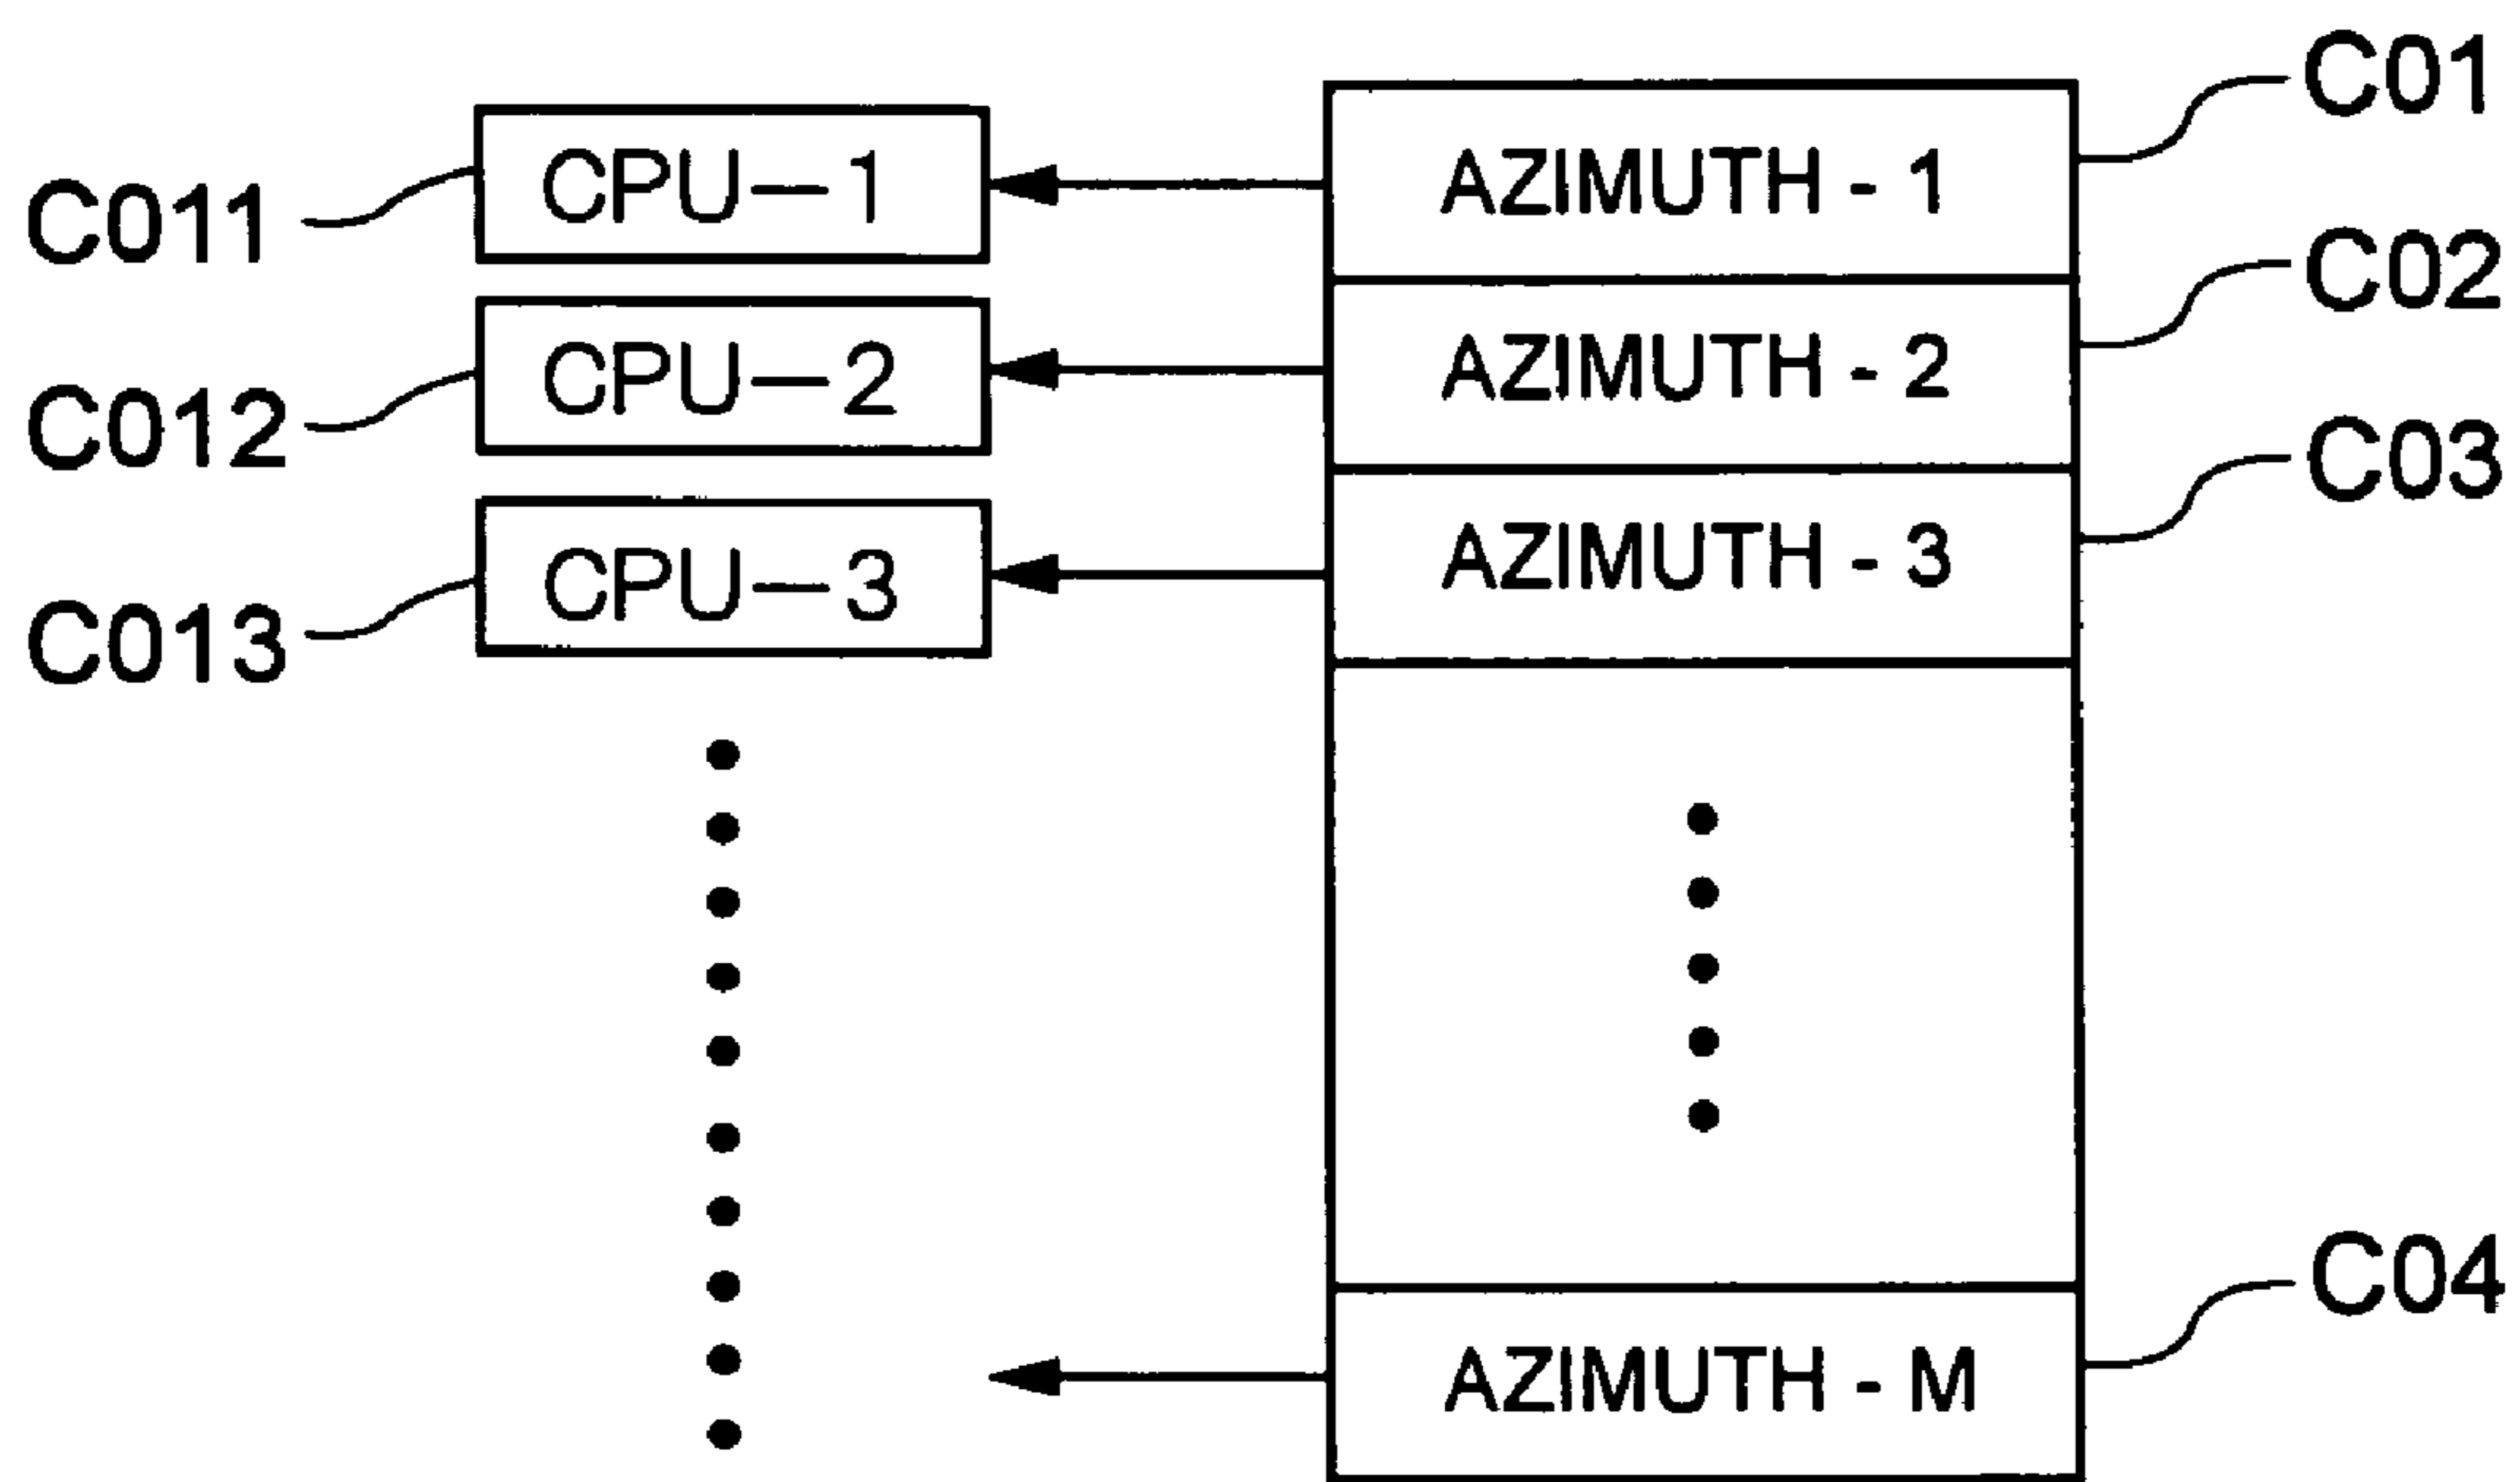 C011
CPU—1
AZIMUTH - 1
C01
C012
CPU—2
AZIMUTH - 2
C02
C013
CPU—3
AZIMUTH - 3
C03
AZIMUTH - M
C04